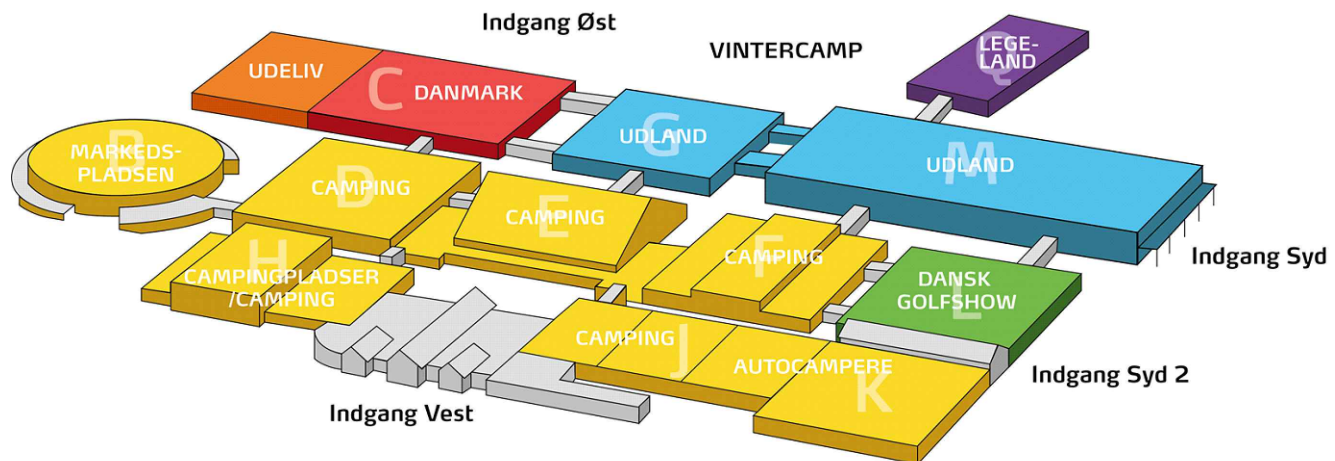 Indgang Øst
VINTERCAMP
Q
LEGE-
LAND
UDELIV
C
DANMARK
G
UDLAND
M
UDLAND
B
MARKEDS-
PLADSEN
D
CAMPING
E
CAMPING
F
CAMPING
Indgang Syd
H
CAMPINGPLADSER
/CAMPING
L
DANSK
GOLFSHOW
J
CAMPING
AUTOCAMPERE
K
Indgang Syd 2
Indgang Vest